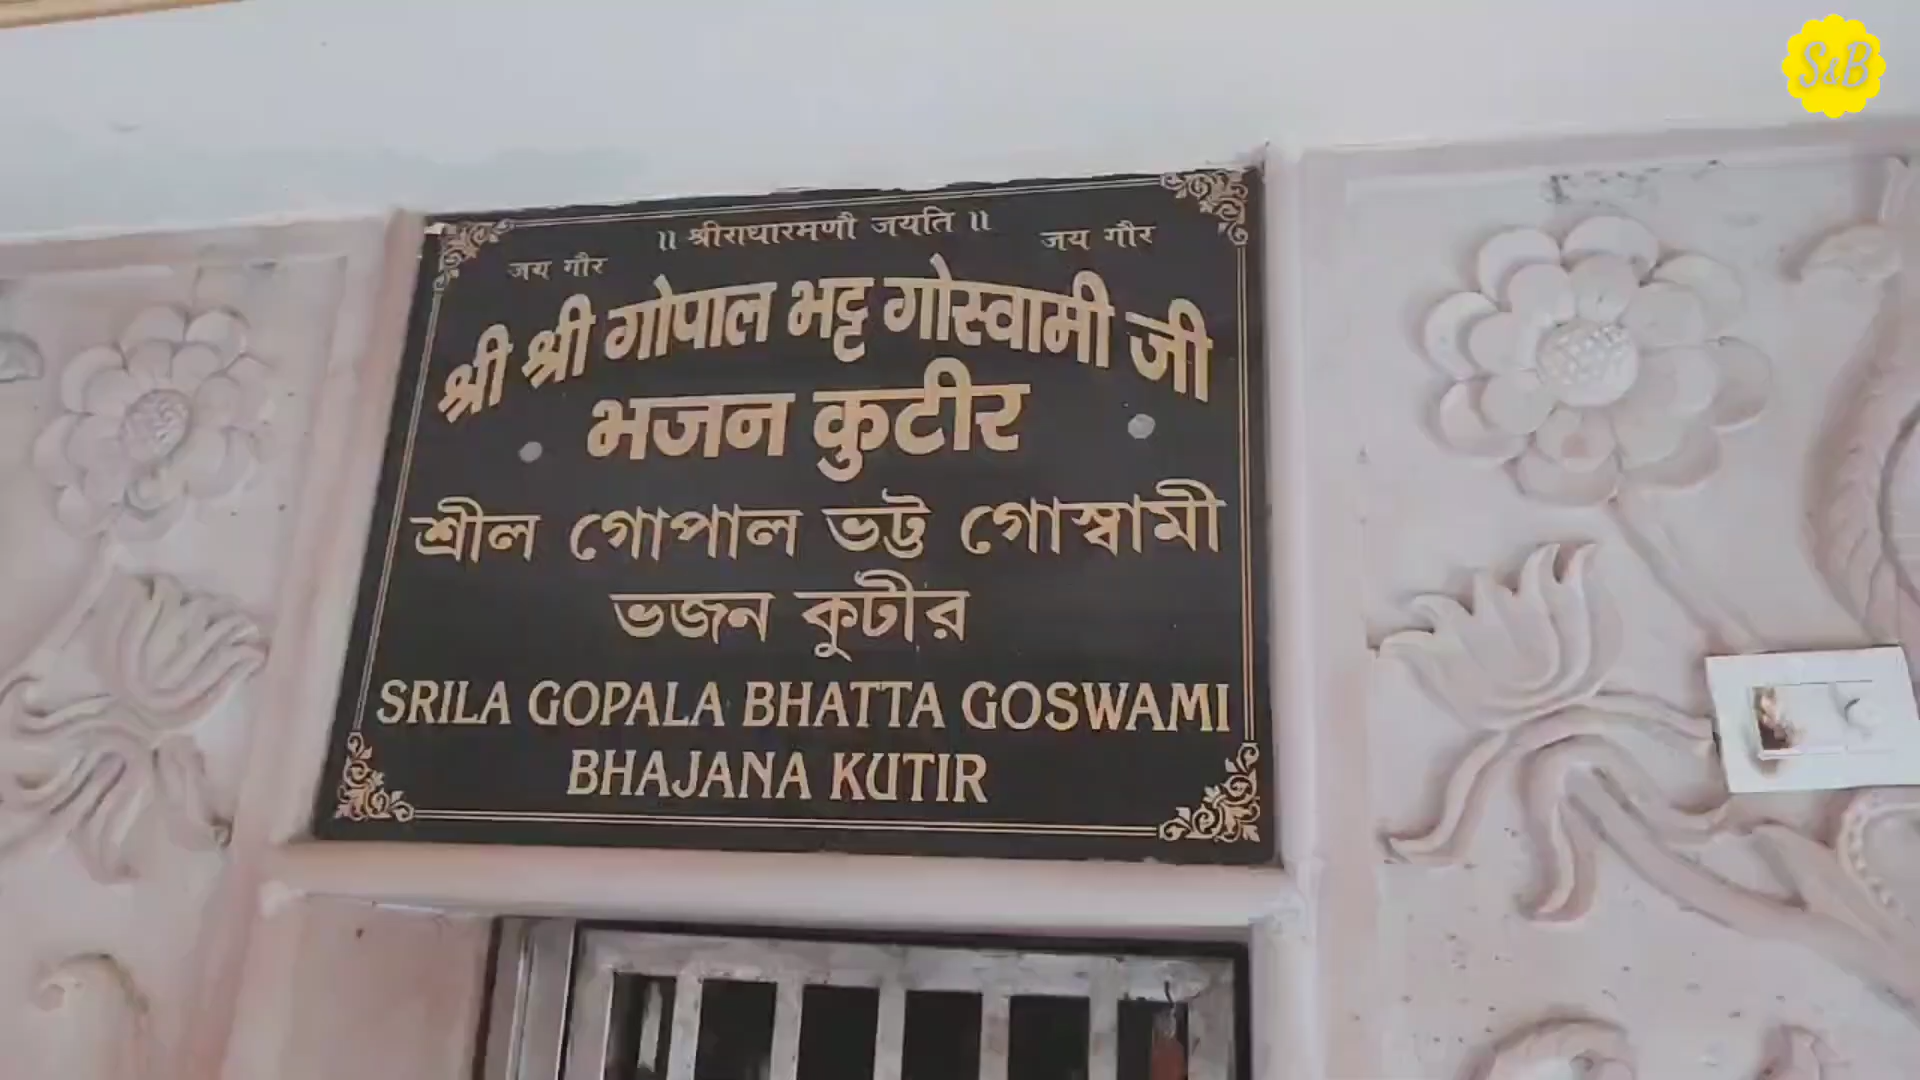 S&B
॥ श्रीराधारमणौ जयति ॥
जय गौर जय गौर
श्री श्री गोपाल भट्ट गोस्वामी जी
भजन कुटीर
শ্রীল গোপাল ভট্ট গোস্বামী
ভজন কুটীর
SRILA GOPALA BHATTA GOSWAMI
BHAJANA KUTIR